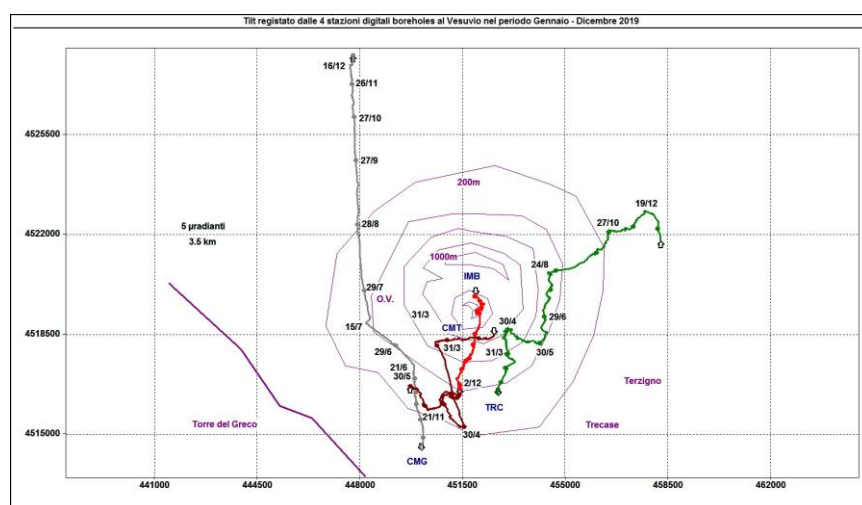 Tilt registato dalle 4 stazioni digitali boreholes al Vesuvio nel periodo Gennaio - Dicembre 2019
16/12
26/11
4525500
27/10
27/9
200m
19/12
5 µradianti
28/8
27/10
4522000
3.5 km
1000m
24/8
IMB
29/7
O.V.
31/3
29/6
15/7
CMT
30/4
4518500
29/6
31/3
31/3
30/5
21/6
30/5
2/12
Terzigno
TRC
21/11
Torre del Greco
Trecase
30/4
4515000
CMG
441000 444500 448000 451500 455000 458500 462000